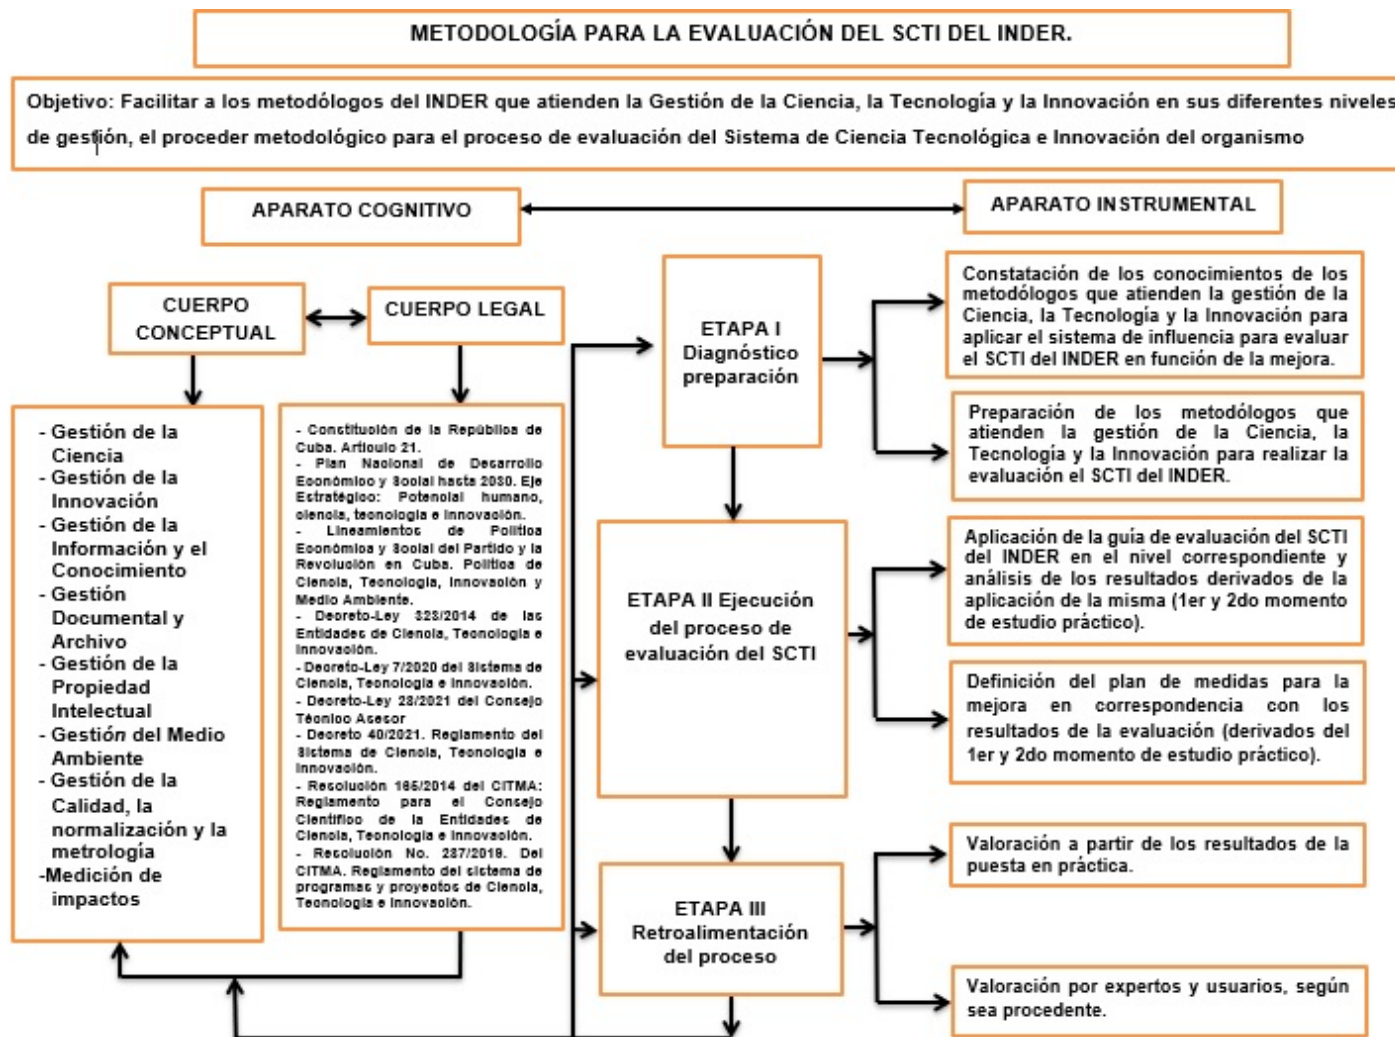 METODOLOGÍA PARA LA EVALUACIÓN DEL SCTI DEL INDER.
Objetivo: Facilitar a los metodólogos del INDER que atienden la Gestión de la Ciencia, la Tecnología y la Innovación en sus diferentes niveles
de gestión, el proceder metodológico para el proceso de evaluación del Sistema de Ciencia Tecnológica e Innovación del organismo
APARATO COGNITIVO
APARATO INSTRUMENTAL
CUERPO
CONCEPTUAL
CUERPO LEGAL
- Gestión de la
Ciencia
- Gestión de la
Innovación
- Gestión de la
Información y el
Conocimiento
- Gestión
Documental y
Archivo
- Gestión de la
Propiedad
Intelectual
- Gestión del Medio
Ambiente
- Gestión de la
Calidad, la
normalización y la
metrología
-Medición de
impactos
- Constitución de la República de
Cuba. Artículo 21.
- Plan Nacional de Desarrollo
Económico y Social hasta 2030. Eje
Estratégico: Potencial humano,
ciencia, tecnología e innovación.
- Lineamientos de Política
Económica y Social del Partido y la
Revolución en Cuba. Política de
Ciencia, Tecnología, Innovación y
Medio Ambiente.
- Decreto-Ley 323/2014 de las
Entidades de Ciencia, Tecnología e
Innovación.
- Decreto-Ley 7/2020 del Sistema de
Ciencia, Tecnología e Innovación.
- Decreto-Ley 28/2021 del Consejo
Técnico Asesor
- Decreto 40/2021. Reglamento del
Sistema de Ciencia, Tecnología e
Innovación.
- Resolución 165/2014 del CITMA:
Reglamento para el Consejo
Científico de la Entidades de
Ciencia, Tecnología e Innovación.
- Resolución No. 287/2019. Del
CITMA. Reglamento del sistema de
programas y proyectos de Ciencia,
Tecnología e Innovación.
ETAPA I
Diagnóstico
preparación
Constatación de los conocimientos de los
metodólogos que atienden la gestión de la
Ciencia, la Tecnología y la Innovación para
aplicar el sistema de influencia para evaluar
el SCTI del INDER en función de la mejora.
Preparación de los metodólogos que
atienden la gestión de la Ciencia, la
Tecnología y la Innovación para realizar la
evaluación el SCTI del INDER.
ETAPA II Ejecución
del proceso de
evaluación del SCTI
Aplicación de la guía de evaluación del SCTI
del INDER en el nivel correspondiente y
análisis de los resultados derivados de la
aplicación de la misma (1er y 2do momento
de estudio práctico).
Definición del plan de medidas para la
mejora en correspondencia con los
resultados de la evaluación (derivados del
1er y 2do momento de estudio práctico).
ETAPA III
Retroalimentación
del proceso
Valoración a partir de los resultados de la
puesta en práctica.
Valoración por expertos y usuarios, según
sea procedente.